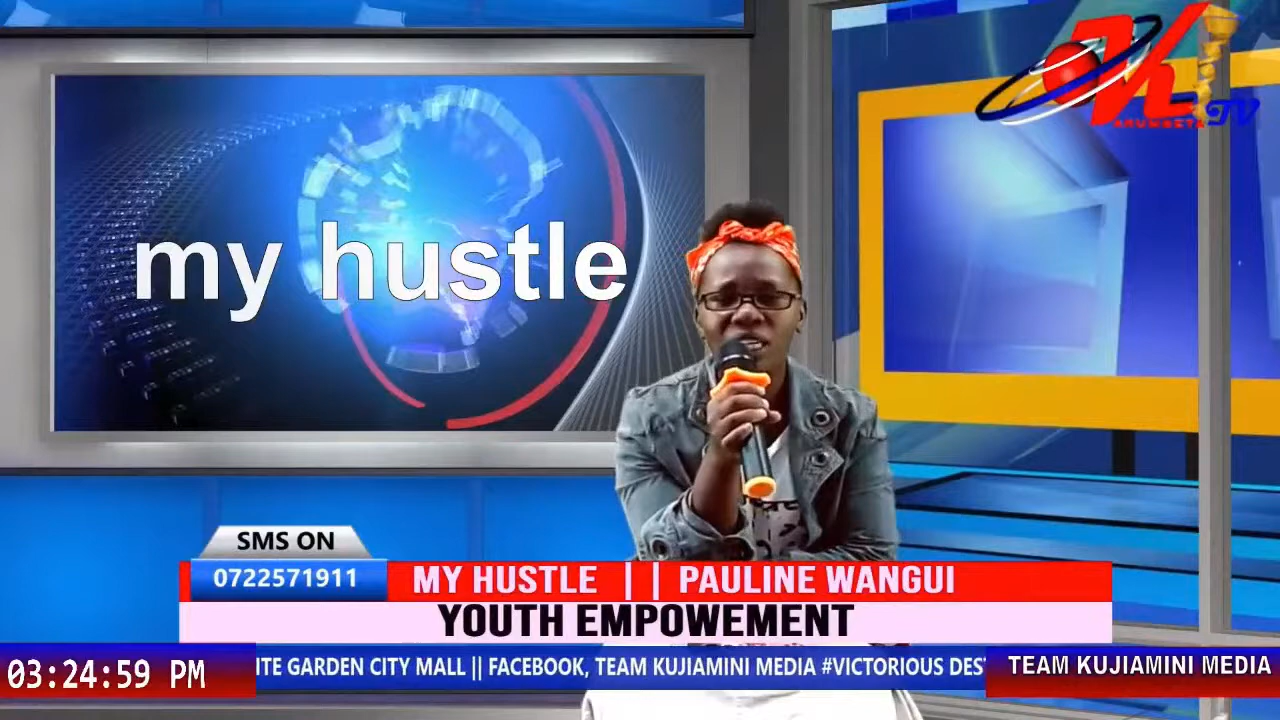 K
TV
my hustle
SMS ON
0722571911
MY HUSTLE || PAULINE WANGUI
YOUTH EMPOWEMENT
03:24:59 PM
ITE GARDEN CITY MALL || FACEBOOK, TEAM KUJIAMINI MEDIA #VICTORIOUS DES
TEAM KUJIAMINI MEDIA